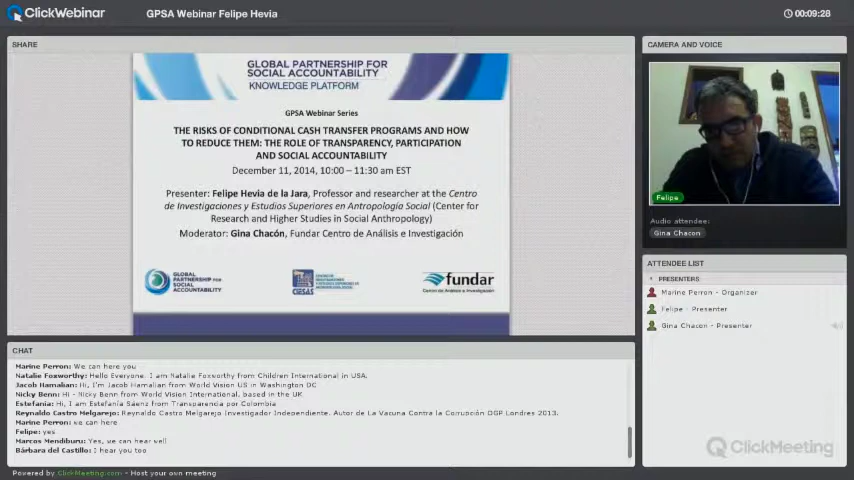 ClickWebinar
GPSA Webinar Felipe Hevia
00:09:28
SHARE
GLOBAL PARTNERSHIP FOR
SOCIAL ACCOUNTABILITY
KNOWLEDGE PLATFORM
GPSA Webinar Series
THE RISKS OF CONDITIONAL CASH TRANSFER PROGRAMS AND HOW
TO REDUCE THEM: THE ROLE OF TRANSPARENCY, PARTICIPATION
AND SOCIAL ACCOUNTABILITY
December 11, 2014, 10:00 – 11:30 am EST
Presenter: Felipe Hevia de la Jara, Professor and researcher at the Centro
de Investigaciones y Estudios Superiores en Antropología Social (Center for
Research and Higher Studies in Social Anthropology)
Moderator: Gina Chacón, Fundar Centro de Análisis e Investigación
GLOBAL
PARTNERSHIP FOR
SOCIAL
ACCOUNTABILITY
CIESAS
fundar
Centro de Análisis e Investigación
CAMERA AND VOICE
Felipe
Audio attendee:
Gina Chacon
ATTENDEE LIST
PRESENTERS
Marine Perron - Organizer
Felipe - Presenter
Gina Chacon - Presenter
ClickMeeting
CHAT
Marine Perron: We can here you
Natalie Foxworthy: Hello Everyone. I am Natalie Foxworthy from Children International in USA.
Jacob Hamalian: Hi, I'm Jacob Hamalian from World Vision US in Washington DC
Nicky Benn: Hi - Nicky Benn from World Vision International, based in the UK
Estefanía: Hi, I am Estefanía Sáenz from Transparencia por Colombia
Reynaldo Castro Melgarejo: Reynaldo Castro Melgarejo Investigador Independiente. Autor de La Vacuna Contra la Corrupción OGP Londres 2013.
Marine Perron: we can here
Felipe: yes
Marcos Mendiburu: Yes, we can hear well
Bárbara del Castillo: I hear you too
Powered by ClickMeeting.com - Host your own meeting